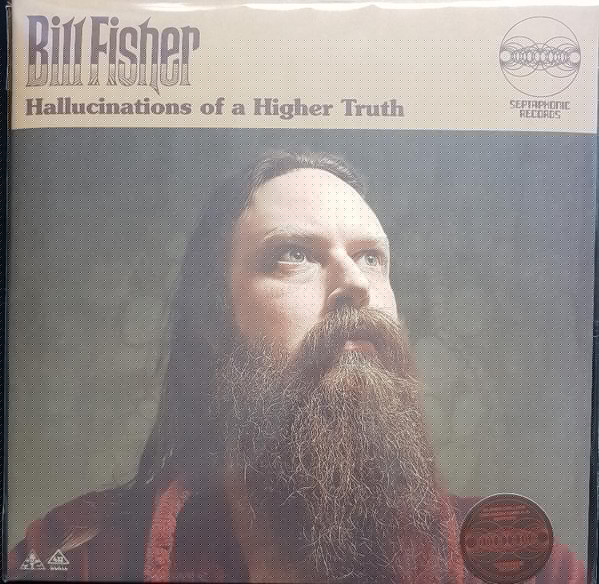 Bill Fisher
Hallucinations of a Higher Truth
SEPTAPHONIC
RECORDS